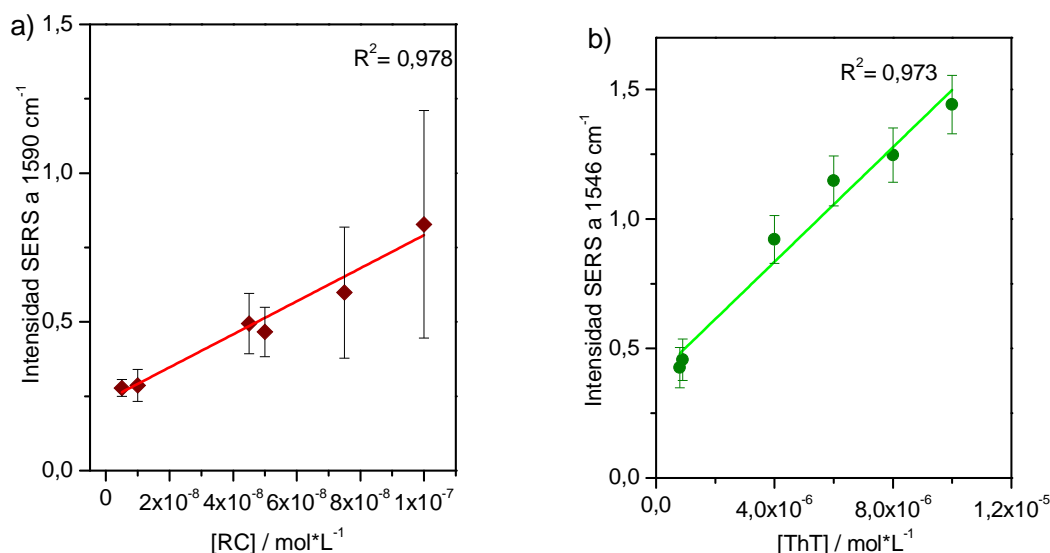 a)
R²= 0,978
Intensidad SERS a 1590 cm⁻¹
1,5
1,0
0,5
0,0
0 2x10⁻⁸ 4x10⁻⁸ 6x10⁻⁸ 8x10⁻⁸ 1x10⁻⁷
[RC] / mol*L⁻¹
b)
R²= 0,973
Intensidad SERS a 1546 cm⁻¹
1,5
1,0
0,5
0,0
0,0 4,0x10⁻⁶ 8,0x10⁻⁶ 1,2x10⁻⁵
[ThT] / mol*L⁻¹